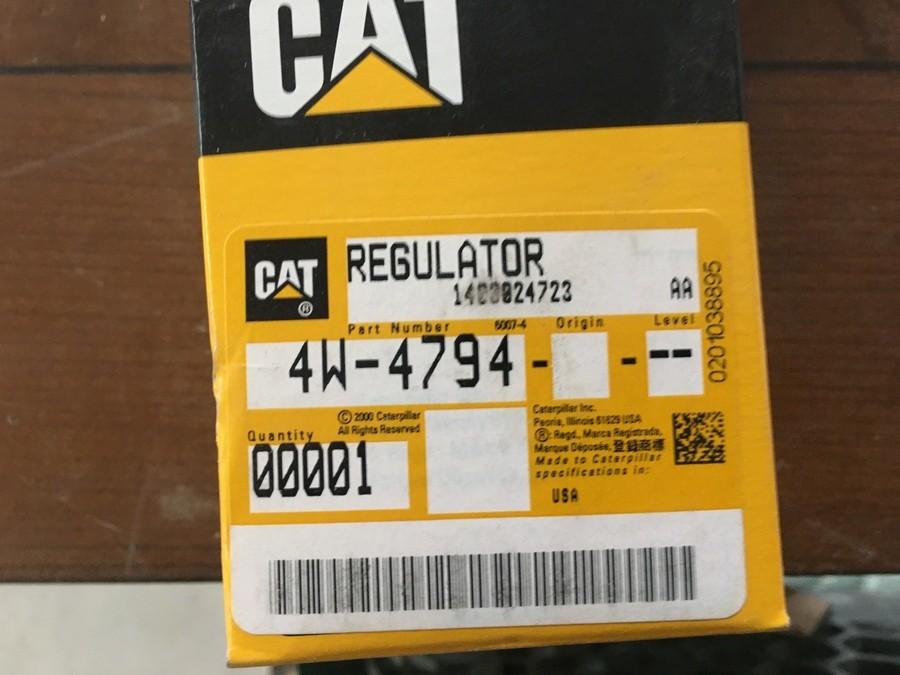 CAT
CAT ®
REGULATOR
AA
Part Number 5007-4 Origin Level
4W-4794- - --
0201038895
© 2000 Caterpillar
All Rights Reserved
Quantity
00001
Caterpillar Inc.
Peoria, Illinois 61629 USA
®: Regd., Marca Registrada,
Marque Déposée, 登録商標
Made to Caterpillar
specifications in:
USA